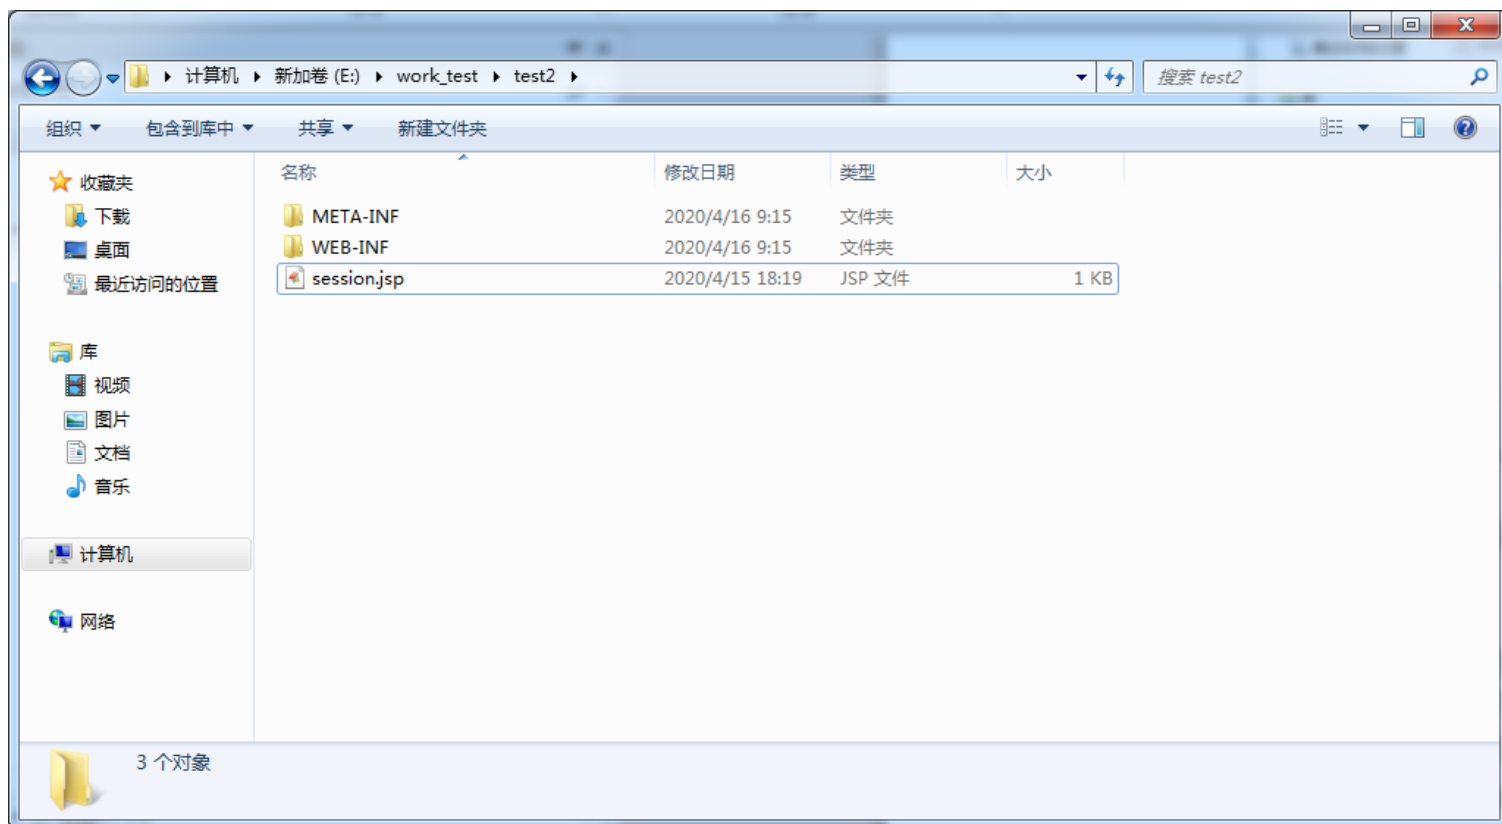 计算机 新加卷 (E:) work_test test2
搜索 test2
组织 包含到库中 共享 新建文件夹
名称 修改日期 类型 大小
收藏夹
下载
桌面
最近访问的位置
库
视频
图片
文档
音乐
计算机
网络
META-INF 2020/4/16 9:15 文件夹
WEB-INF 2020/4/16 9:15 文件夹
session.jsp 2020/4/15 18:19 JSP 文件 1 KB
3 个对象